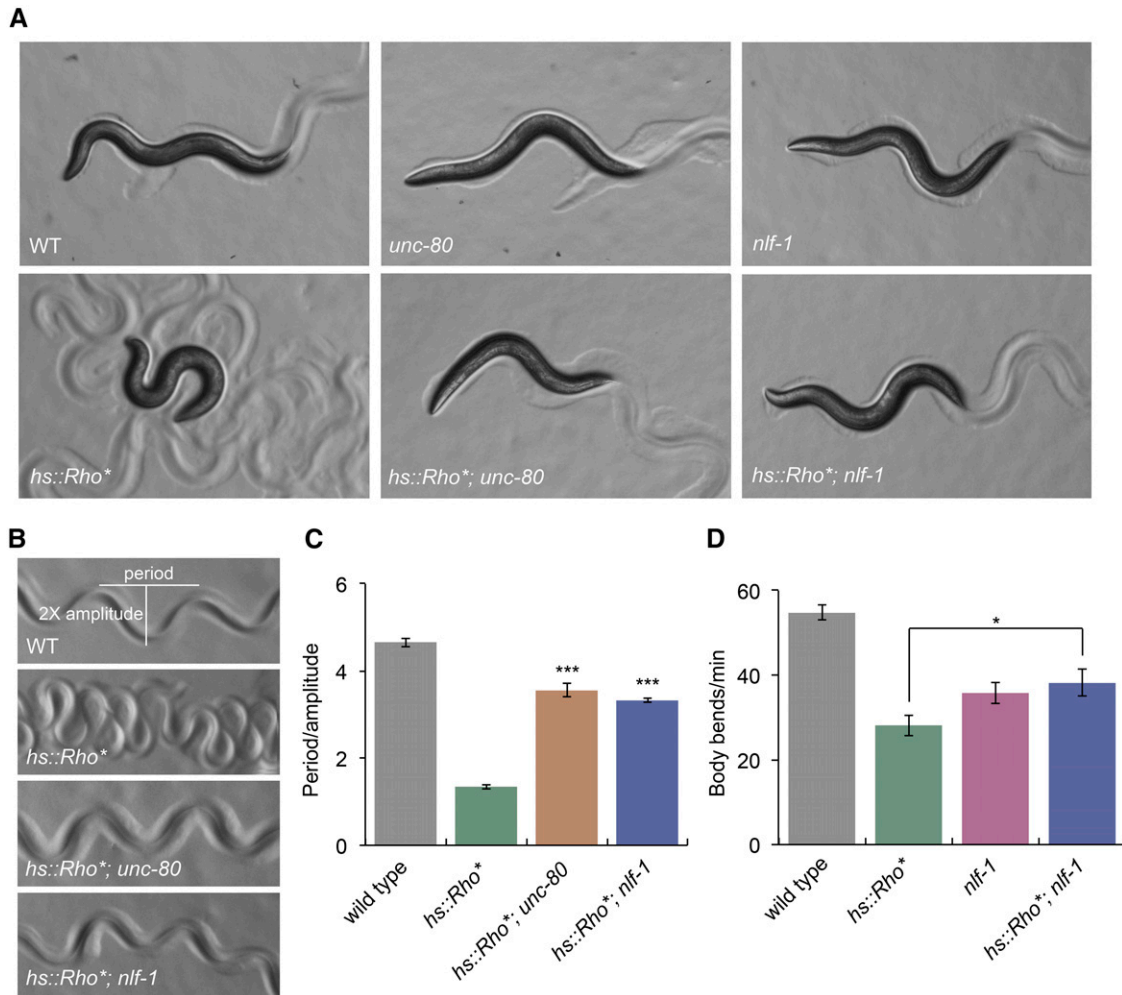 A
WT
unc-80
nlf-1
hs::Rho*
hs::Rho*; unc-80
hs::Rho*; nlf-1
B
period
2X amplitude
WT
hs::Rho*
hs::Rho*; unc-80
hs::Rho*; nlf-1
C
Period/amplitude
6
4
2
0
***
***
wild type
hs::Rho*
hs::Rho*; unc-80
hs::Rho*; nlf-1
D
Body bends/min
60
40
20
0
*
wild type
hs::Rho*
nlf-1
hs::Rho*; nlf-1